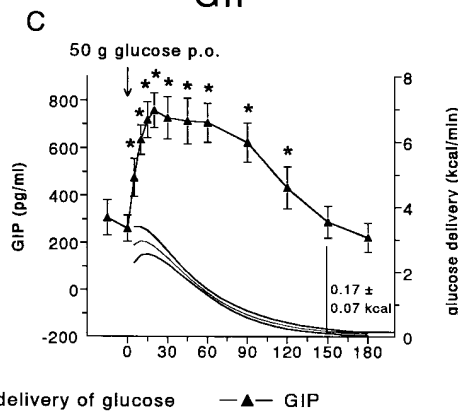 GIP
C
50 g glucose p.o.
* * * * * * * * *
GIP (pg/ml)
800
600
400
200
0
-200
8
6
4
2
0
glucose delivery (kcal/min)
0.17 ±
0.07 kcal
0 30 60 90 120 150 180
delivery of glucose —▲— GIP